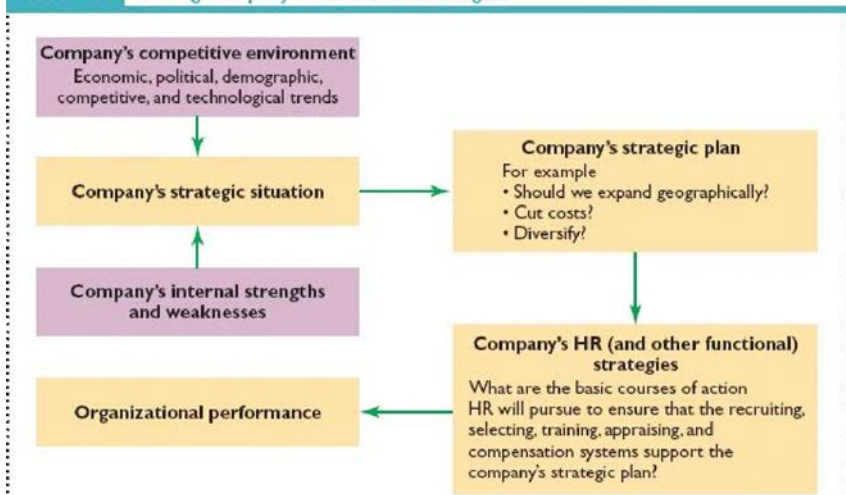 Company's competitive environment
Economic, political, demographic,
competitive, and technological trends
Company's strategic situation
Company's internal strengths
and weaknesses
Company's strategic plan
For example
• Should we expand geographically?
• Cut costs?
• Diversify?
Company's HR (and other functional)
strategies
What are the basic courses of action
HR will pursue to ensure that the recruiting,
selecting, training, appraising, and
compensation systems support the
company's strategic plan?
Organizational performance